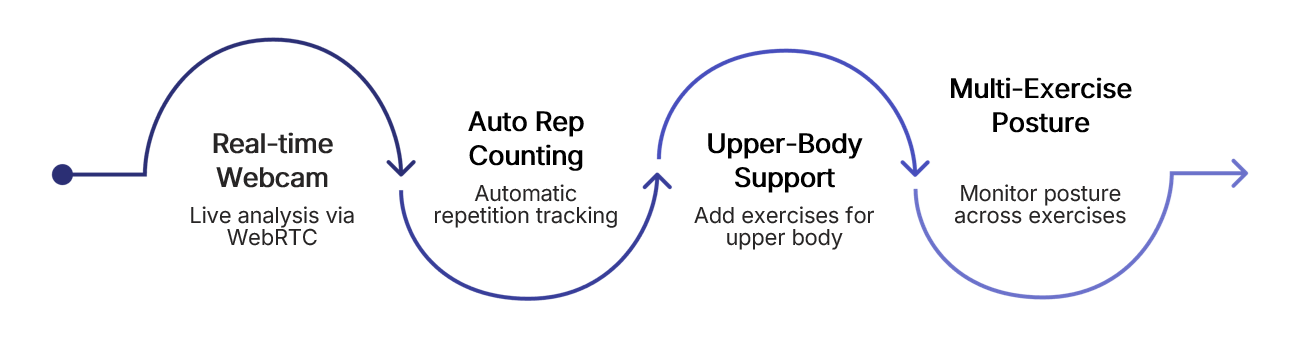 Real-time
Webcam
Live analysis via
WebRTC
Auto Rep
Counting
Automatic
repetition tracking
Upper-Body
Support
Add exercises for
upper body
Multi-Exercise
Posture
Monitor posture
across exercises